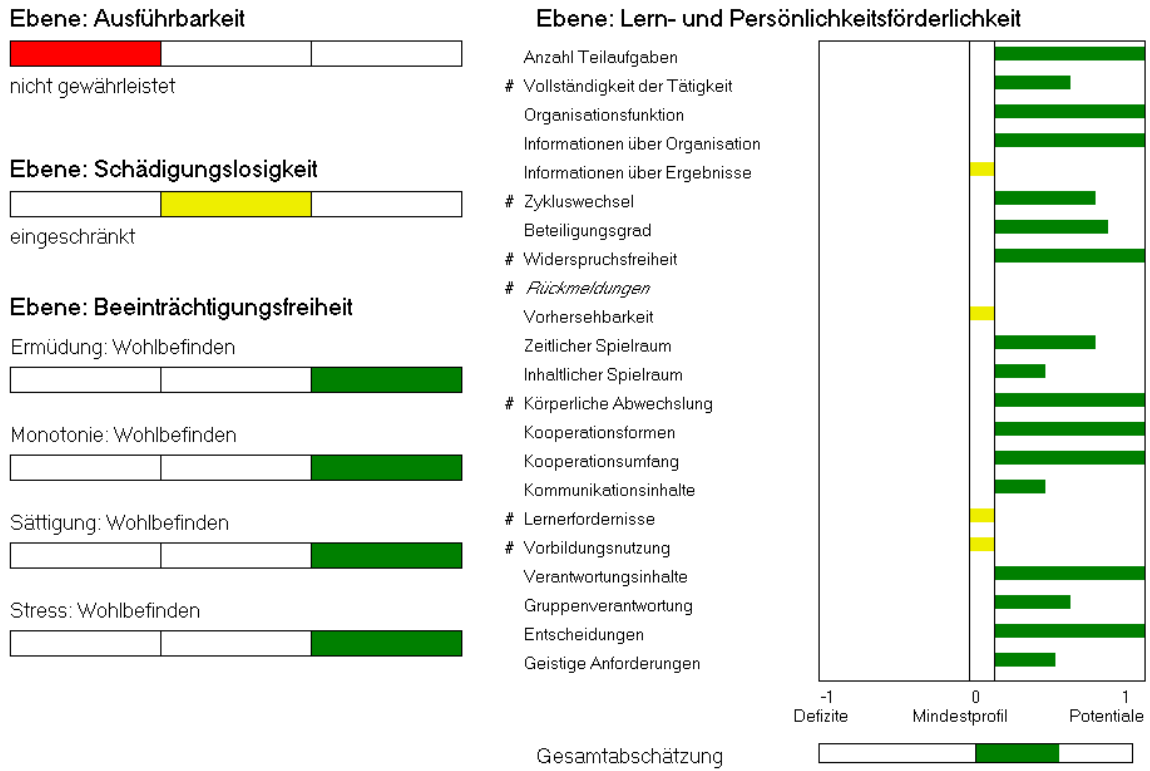 Ebene: Ausführbarkeit
nicht gewährleistet
Ebene: Schädigungslosigkeit
eingeschränkt
Ebene: Beeinträchtigungsfreiheit
Ermüdung: Wohlbefinden
Monotonie: Wohlbefinden
Sättigung: Wohlbefinden
Stress: Wohlbefinden
Ebene: Lern- und Persönlichkeitsförderlichkeit
Anzahl Teilaufgaben
# Vollständigkeit der Tätigkeit
Organisationsfunktion
Informationen über Organisation
Informationen über Ergebnisse
# Zykluswechsel
Beteiligungsgrad
# Widerspruchsfreiheit
# Rückmeldungen
Vorhersehbarkeit
Zeitlicher Spielraum
Inhaltlicher Spielraum
# Körperliche Abwechslung
Kooperationsformen
Kooperationsumfang
Kommunikationsinhalte
# Lernerfordernisse
# Vorbildungsnutzung
Verantwortungsinhalte
Gruppenverantwortung
Entscheidungen
Geistige Anforderungen
-1 0 1
Defizite Mindestprofil Potentiale
Gesamtabschätzung